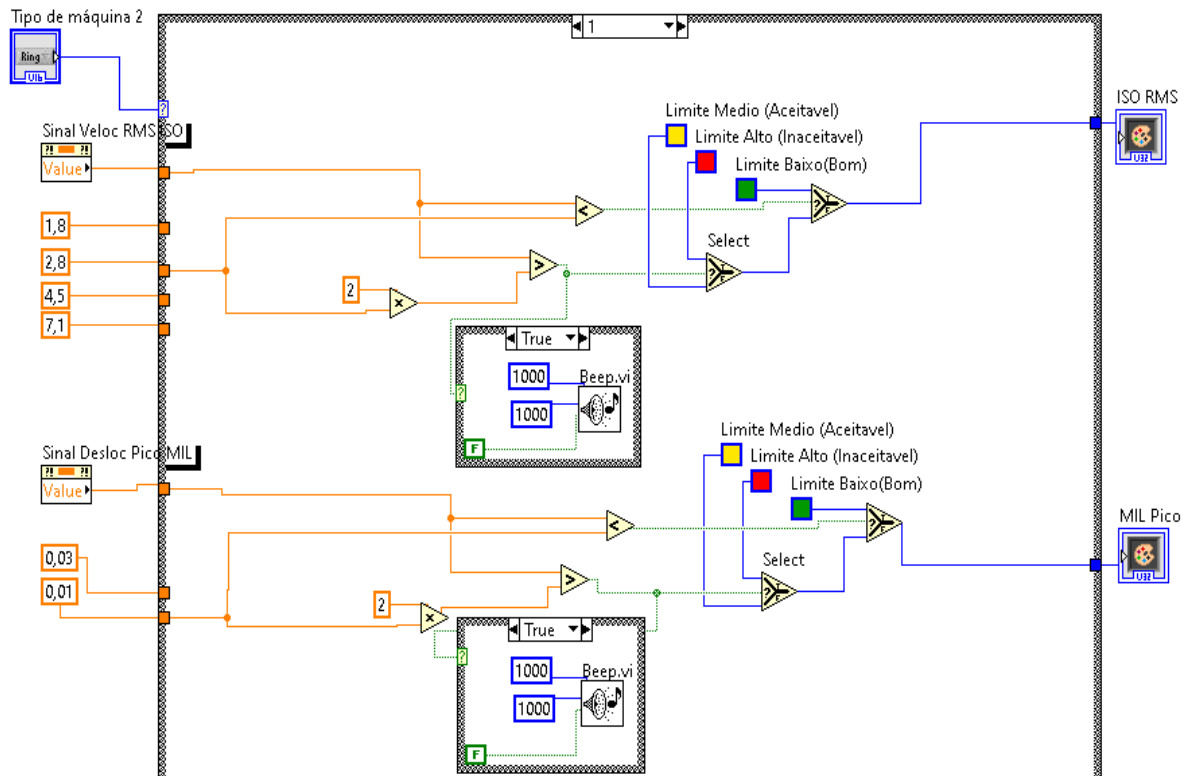 Tipo de máquina 2
1
Ring
U16
ISO RMS
U32
Sinal Veloc RMS ISO
Value
Limite Medio (Aceitavel)
Limite Alto (Inaceitavel)
Limite Baixo(Bom)
1,8
2,8
4,5
7,1
<
>
2
x
Select
?
T
F
True
1000
Beep.vi
1000
?
F
Sinal Desloc Pico MIL
Value
Limite Medio (Aceitavel)
Limite Alto (Inaceitavel)
Limite Baixo(Bom)
MIL Pico
U32
0,03
0,01
<
>
2
x
Select
?
T
F
True
1000
Beep.vi
1000
?
F